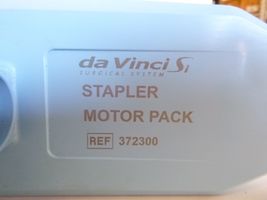 da Vinci Si
SURGICAL SYSTEM
STAPLER
MOTOR PACK
REF 372300